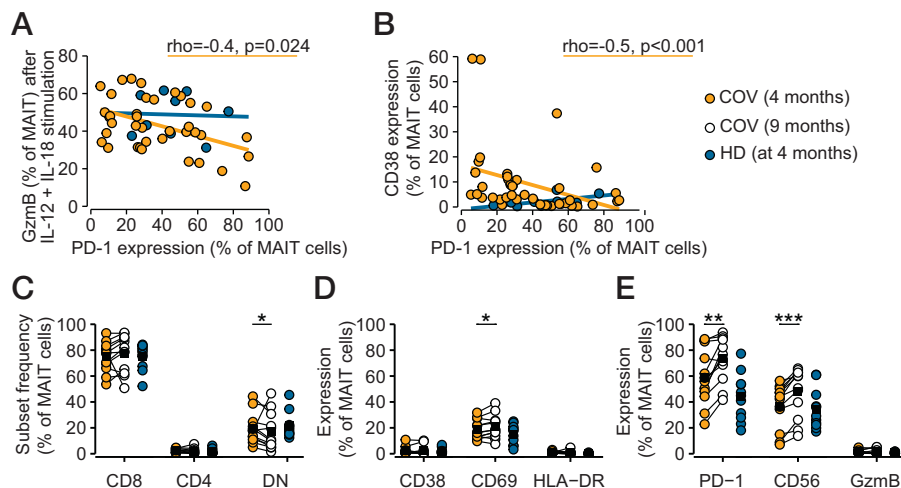 A
rho=-0.4, p=0.024
GzmB (% of MAIT) after
IL-12 + IL-18 stimulation
80
60
40
20
0
0 20 40 60 80 100
PD-1 expression (% of MAIT cells)
B
rho=-0.5, p<0.001
CD38 expression
(% of MAIT cells)
60
50
40
30
20
10
0
0 20 40 60 80 100
PD-1 expression (% of MAIT cells)
COV (4 months)
COV (9 months)
HD (at 4 months)
C
Subset frequency
(% of MAIT cells)
100
80
60
40
20
0
*
CD8 CD4 DN
D
Expression
(% of MAIT cells)
100
80
60
40
20
0
*
CD38 CD69 HLA-DR
E
Expression
(% of MAIT cells)
100
80
60
40
20
0
** ***
PD-1 CD56 GzmB